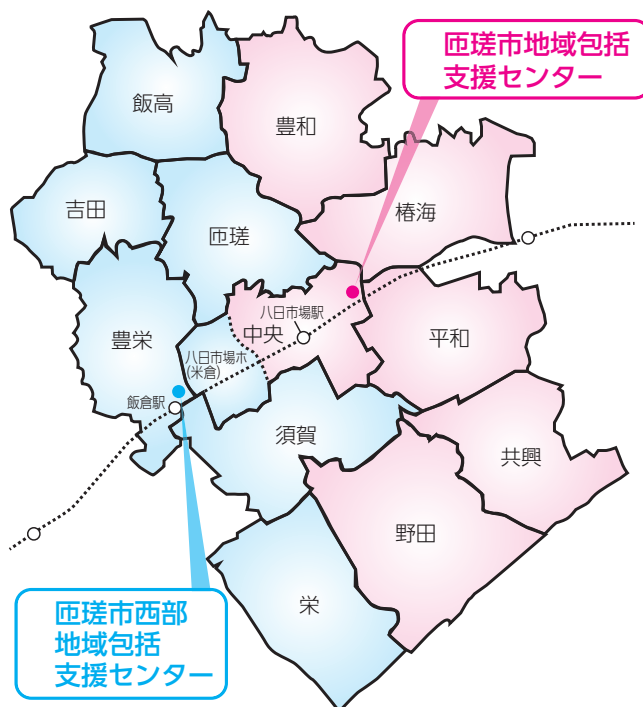 匝瑳市地域包括
支援センター
飯高
豊和
椿海
吉田
匝瑳
八日市場駅
中央
平和
豊栄
八日市場ホ
(米倉)
飯倉駅
須賀
共興
野田
栄
匝瑳市西部
地域包括
支援センター